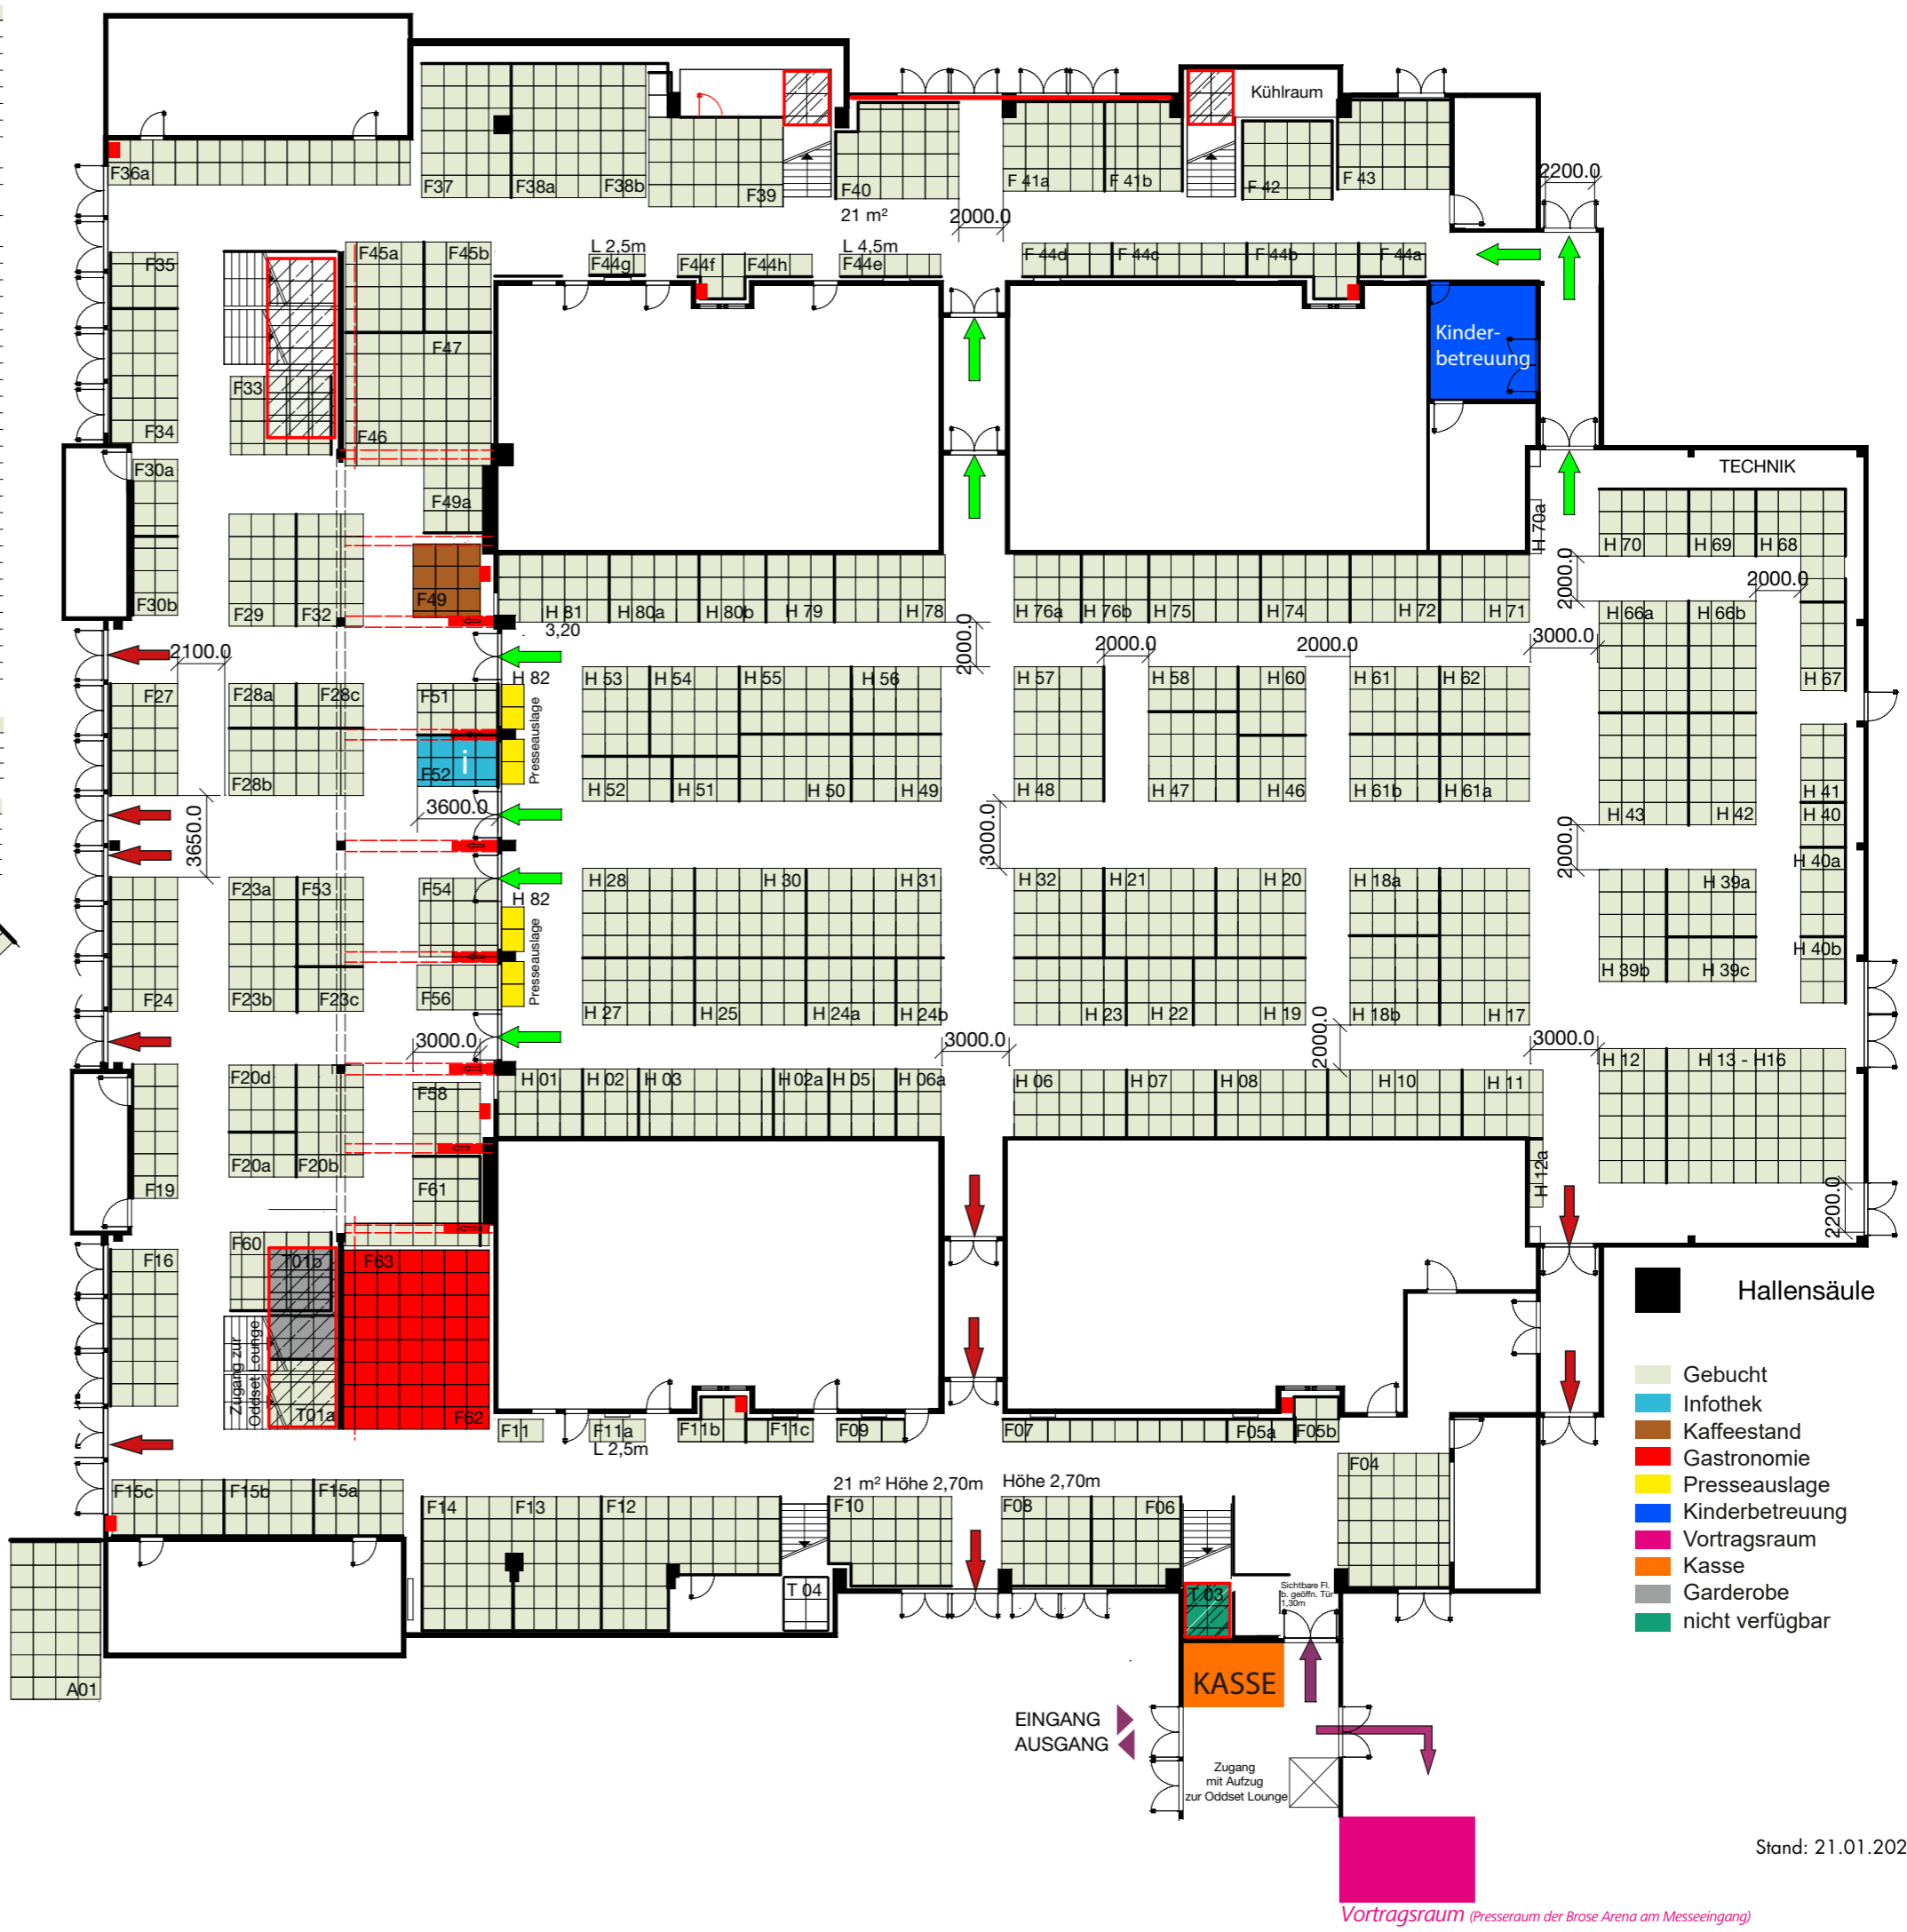 Kühlraum
F36a
F37
F38a
F38b
F39
F40
F 41a
F 41b
F 42
F 43
2200.0
21 m²
2000.0
F35
F45a
F45b
L 2,5m
F44g
F44f
F44h
L 4,5m
F44e
F 44d
F 44c
F 44b
F 44a
Kinder-
betreuung
F47
F33
F34
F46
F30a
F49a
TECHNIK
H 70a
H 70
H 69
H 68
F30b
F29
F32
F49
H 81
H 80a
H 80b
H 79
H 78
H 76a
H 76b
H 75
H 74
H 72
H 71
2000.0
2000.0
H 66a
H 66b
3,20
2000.0
2100.0
2000.0
2000.0
3000.0
F27
F28a
F28c
F51
H 82
Presseauslage
H 53
H 54
H 55
H 56
H 57
H 58
H 60
H 61
H 62
H 67
F28b
F52
i
H 52
H 51
H 50
H 49
H 48
H 47
H 46
H 61b
H 61a
H 43
H 42
H 41
H 40
3600.0
3650.0
3000.0
2000.0
H 40a
F23a
F53
F54
H 82
Presseauslage
H 28
H 30
H 31
H 32
H 21
H 20
H 18a
H 39a
H 40b
F24
F23b
F23c
F56
H 27
H 25
H 24a
H 24b
H 23
H 22
H 19
H 18b
H 17
H 39b
H 39c
3000.0
3000.0
2000.0
3000.0
F20d
F58
H 01
H 02
H 03
H 02a
H 05
H 06a
H 06
H 07
H 08
H 10
H 11
H 12
H 13 - H16
F19
F20a
F20b
F61
H 12a
2200.0
F16
F60
T01b
F63
Zugang zur
Oddset Lounge
T01a
F62
F11
F11a
L 2,5m
F11b
F11c
F09
F07
F05a
F05b
F04
Hallensäule
Gebucht
Infothek
Kaffeestand
Gastronomie
Presseauslage
Kinderbetreuung
Vortragsraum
Kasse
Garderobe
nicht verfügbar
F15c
F15b
F15a
F14
F13
F12
21 m² Höhe 2,70m
F10
Höhe 2,70m
F08
F06
T 04
T 03
Sichtbare Fl.
b. geöffn. Tür
1,30m
A01
KASSE
EINGANG
AUSGANG
Zugang
mit Aufzug
zur Oddset Lounge
Stand: 21.01.202
Vortragsraum (Presseraum der Brose Arena am Messeeingang)